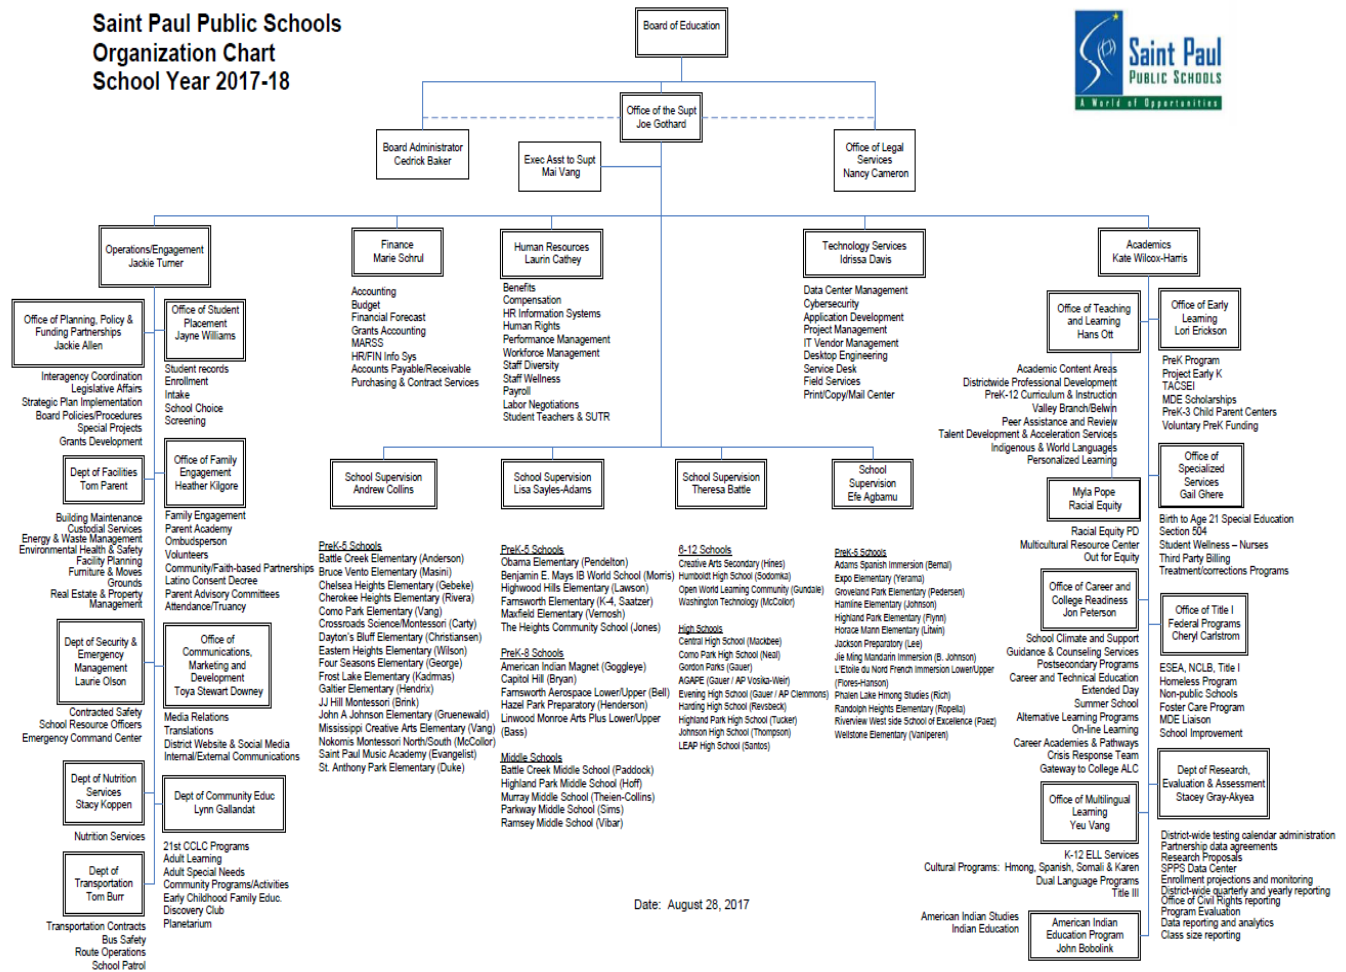 Saint Paul Public Schools
Organization Chart
School Year 2017-18
Board of Education
Saint Paul
PUBLIC SCHOOLS
A World of Opportunities
Office of the Supt
Joe Gothard
Board Administrator
Cedrick Baker
Exec Asst to Supt
Mai Vang
Office of Legal
Services
Nancy Cameron
Operations/Engagement
Jackie Turner
Finance
Marie Schrul
Human Resources
Laurin Cathey
Technology Services
Idrissa Davis
Academics
Kate Wilcox-Harris
Office of Planning, Policy &
Funding Partnerships
Jackie Allen
Interagency Coordination
Legislative Affairs
Strategic Plan Implementation
Board Policies/Procedures
Special Projects
Grants Development
Dept of Facilities
Tom Parent
Building Maintenance
Custodial Services
Energy & Waste Management
Environmental Health & Safety
Facility Planning
Furniture & Moves
Grounds
Real Estate & Property
Management
Dept of Security &
Emergency
Management
Laurie Olson
Contracted Safety
School Resource Officers
Emergency Command Center
Dept of Nutrition
Services
Stacy Koppen
Nutrition Services
Dept of
Transportation
Tom Burr
Transportation Contracts
Bus Safety
Route Operations
School Patrol
Office of Student
Placement
Jayne Williams
Student records
Enrollment
Intake
School Choice
Screening
Office of Family
Engagement
Heather Kilgore
Family Engagement
Parent Academy
Ombudsperson
Volunteers
Community/Faith-based Partnerships
Latino Consent Decree
Parent Advisory Committees
Attendance/Truancy
Office of
Communications,
Marketing and
Development
Toya Stewart Downey
Media Relations
Translations
District Website & Social Media
Internal/External Communications
Dept of Community Educ
Lynn Gallandat
21st CCLC Programs
Adult Learning
Adult Special Needs
Community Programs/Activities
Early Childhood Family Educ.
Discovery Club
Planetarium
Accounting
Budget
Financial Forecast
Grants Accounting
MARSS
HR/FIN Info Sys
Accounts Payable/Receivable
Purchasing & Contract Services
Benefits
Compensation
HR Information Systems
Human Rights
Performance Management
Workforce Management
Staff Diversity
Staff Wellness
Payroll
Labor Negotiations
Student Teachers & SUTR
Data Center Management
Cybersecurity
Application Development
Project Management
IT Vendor Management
Desktop Engineering
Service Desk
Field Services
Print/Copy/Mail Center
School Supervision
Andrew Collins
PreK-5 Schools
Battle Creek Elementary (Anderson)
Bruce Vento Elementary (Masini)
Chelsea Heights Elementary (Gebeke)
Cherokee Heights Elementary (Rivera)
Como Park Elementary (Vang)
Crossroads Science/Montessori (Carty)
Dayton's Bluff Elementary (Christiansen)
Eastern Heights Elementary (Wilson)
Four Seasons Elementary (George)
Frost Lake Elementary (Kadrmas)
Galtier Elementary (Hendrix)
JJ Hill Montessori (Brink)
John A Johnson Elementary (Gruenewald)
Mississippi Creative Arts Elementary (Vang)
Nokomis Montessori North/South (McCollor)
Saint Paul Music Academy (Evangelist)
St. Anthony Park Elementary (Duke)
School Supervision
Lisa Sayles-Adams
PreK-5 Schools
Obama Elementary (Pendelton)
Benjamin E. Mays IB World School (Morris)
Highwood Hills Elementary (Lawson)
Farnsworth Elementary (K-4, Saatzer)
Maxfield Elementary (Vernosh)
The Heights Community School (Jones)
PreK-8 Schools
American Indian Magnet (Goggleye)
Capitol Hill (Bryan)
Farnsworth Aerospace Lower/Upper (Bell)
Hazel Park Preparatory (Henderson)
Linwood Monroe Arts Plus Lower/Upper
(Bass)
Middle Schools
Battle Creek Middle School (Paddock)
Highland Park Middle School (Hoff)
Murray Middle School (Theien-Collins)
Parkway Middle School (Sims)
Ramsey Middle School (Vibar)
School Supervision
Theresa Battle
6-12 Schools
Creative Arts Secondary (Hines)
Humboldt High School (Sodomka)
Open World Learning Community (Gundale)
Washington Technology (McCollor)
High Schools
Central High School (Mackbee)
Como Park High School (Neal)
Gordon Parks (Gauer)
AGAPE (Gauer / AP Voska-Weir)
Evening High School (Gauer / AP Clemmons)
Harding High School (Revsbeck)
Highland Park High School (Tucker)
Johnson High School (Thompson)
LEAP High School (Santos)
School
Supervision
Efe Agbamu
PreK-5 Schools
Adams Spanish Immersion (Bernal)
Expo Elementary (Yerama)
Groveland Park Elementary (Pedersen)
Hamline Elementary (Johnson)
Highland Park Elementary (Flynn)
Horace Mann Elementary (Litwin)
Jackson Preparatory (Lee)
Jie Ming Mandarin Immersion (B. Johnson)
L'Etoile du Nord French Immersion Lower/Upper
(Flores-Hanson)
Phalen Lake Hmong Studies (Rich)
Randolph Heights Elementary (Ropella)
Riverview West side School of Excellence (Paez)
Wellstone Elementary (Vaniperen)
Office of Teaching
and Learning
Hans Ott
Academic Content Areas
Districtwide Professional Development
PreK-12 Curriculum & Instruction
Valley Branch/Belwin
Peer Assistance and Review
Talent Development & Acceleration Services
Indigenous & World Languages
Personalized Learning
Myla Pope
Racial Equity
Racial Equity PD
Multicultural Resource Center
Out for Equity
Office of Career and
College Readiness
Jon Peterson
School Climate and Support
Guidance & Counseling Services
Postsecondary Programs
Career and Technical Education
Extended Day
Summer School
Alternative Learning Programs
On-line Learning
Career Academies & Pathways
Crisis Response Team
Gateway to College ALC
Office of Multilingual
Learning
Yeu Vang
K-12 ELL Services
Cultural Programs: Hmong, Spanish, Somali & Karen
Dual Language Programs
Title III
American Indian Studies
Indian Education
American Indian
Education Program
John Bobolink
Office of Early
Learning
Lori Erickson
PreK Program
Project Early K
TACSEI
MDE Scholarships
PreK-3 Child Parent Centers
Voluntary PreK Funding
Office of
Specialized
Services
Gail Ghere
Birth to Age 21 Special Education
Section 504
Student Wellness – Nurses
Third Party Billing
Treatment/corrections Programs
Office of Title I
Federal Programs
Cheryl Carlstrom
ESEA, NCLB, Title I
Homeless Program
Non-public Schools
Foster Care Program
MDE Liaison
School Improvement
Dept of Research,
Evaluation & Assessment
Stacey Gray-Akyea
District-wide testing calendar administration
Partnership data agreements
Research Proposals
SPPS Data Center
Enrollment projections and monitoring
District-wide quarterly and yearly reporting
Office of Civil Rights reporting
Program Evaluation
Data reporting and analytics
Class size reporting
Date: August 28, 2017